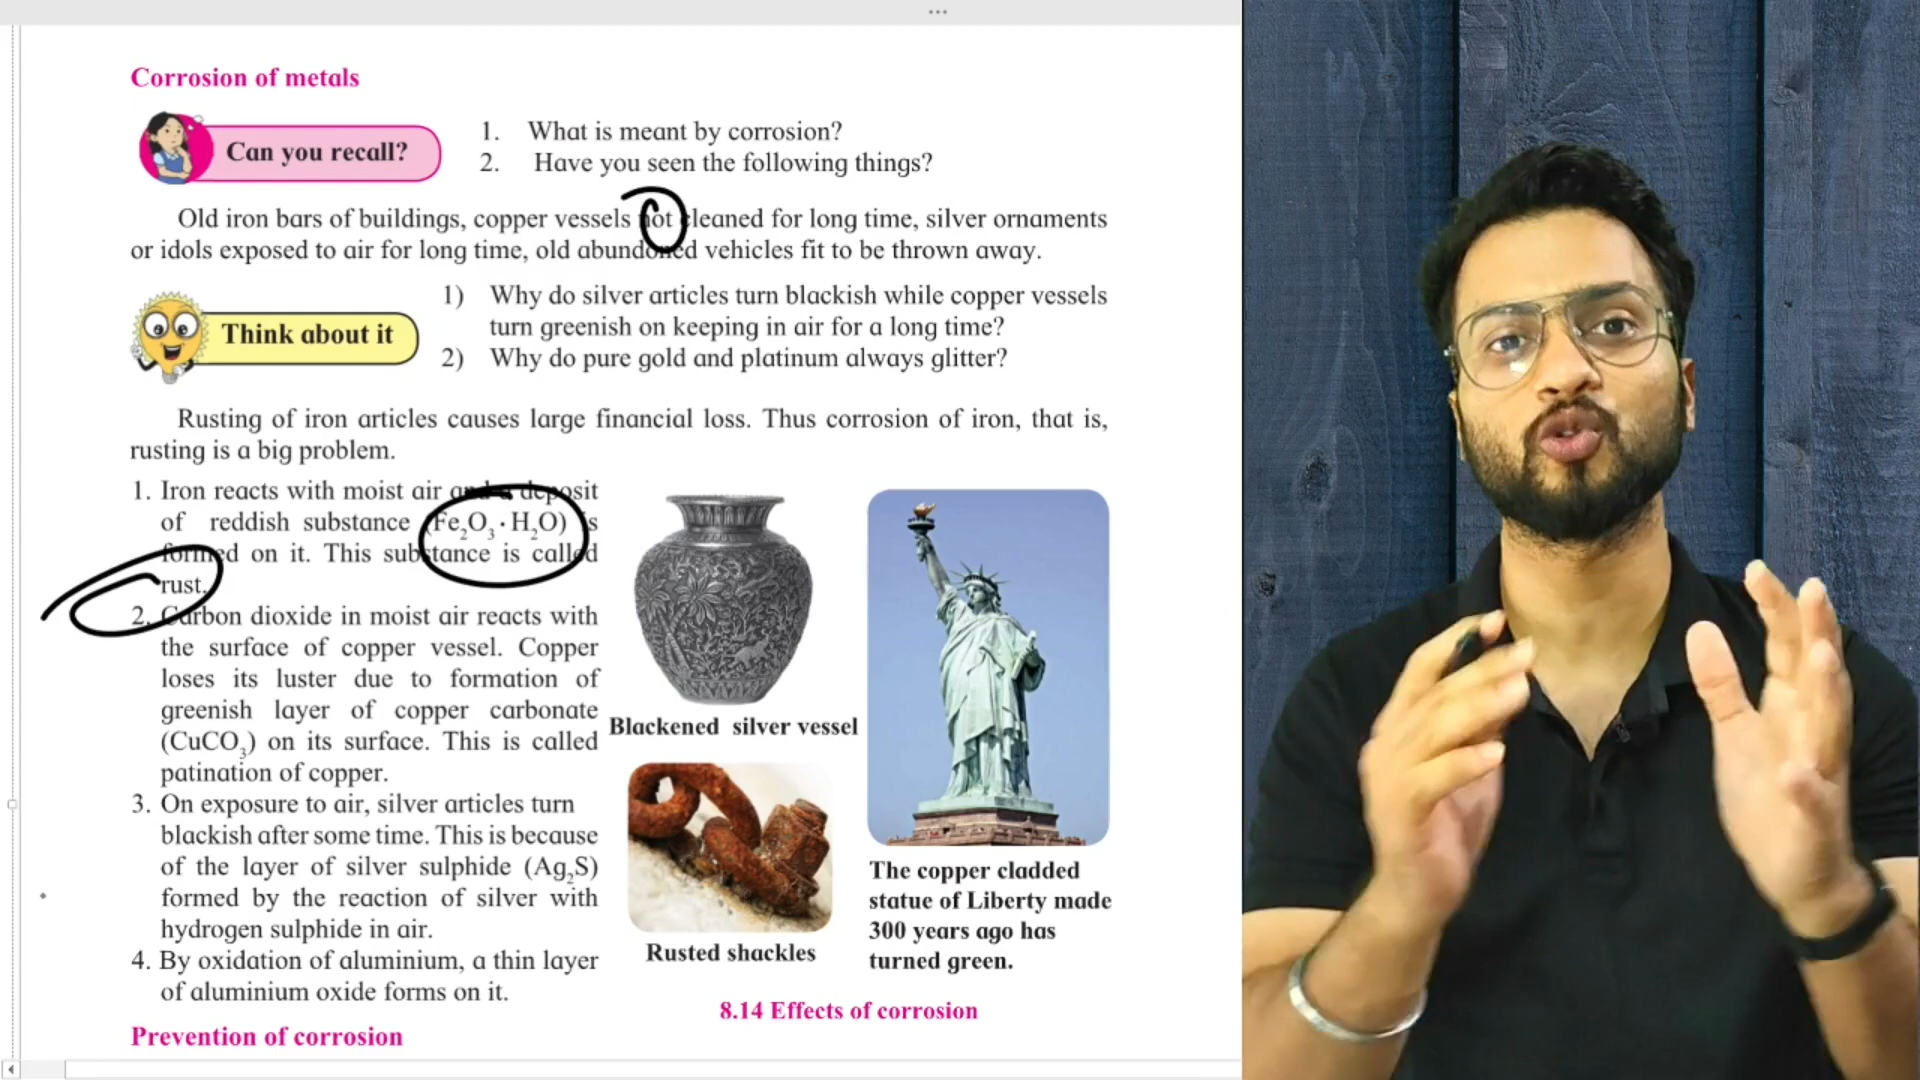 Corrosion of metals
Can you recall?
1. What is meant by corrosion?
2. Have you seen the following things?
Old iron bars of buildings, copper vessels not cleaned for long time, silver ornaments
or idols exposed to air for long time, old abundoned vehicles fit to be thrown away.
Think about it
1) Why do silver articles turn blackish while copper vessels
turn greenish on keeping in air for a long time?
2) Why do pure gold and platinum always glitter?
Rusting of iron articles causes large financial loss. Thus corrosion of iron, that is,
rusting is a big problem.
1. Iron reacts with moist air and a deposit
of reddish substance (Fe₂O₃·H₂O) is
formed on it. This substance is called
rust.
2. Carbon dioxide in moist air reacts with
the surface of copper vessel. Copper
loses its luster due to formation of
greenish layer of copper carbonate
(CuCO₃) on its surface. This is called
patination of copper.
3. On exposure to air, silver articles turn
blackish after some time. This is because
of the layer of silver sulphide (Ag₂S)
formed by the reaction of silver with
hydrogen sulphide in air.
4. By oxidation of aluminium, a thin layer
of aluminium oxide forms on it.
Blackened silver vessel
Rusted shackles
The copper cladded
statue of Liberty made
300 years ago has
turned green.
8.14 Effects of corrosion
Prevention of corrosion